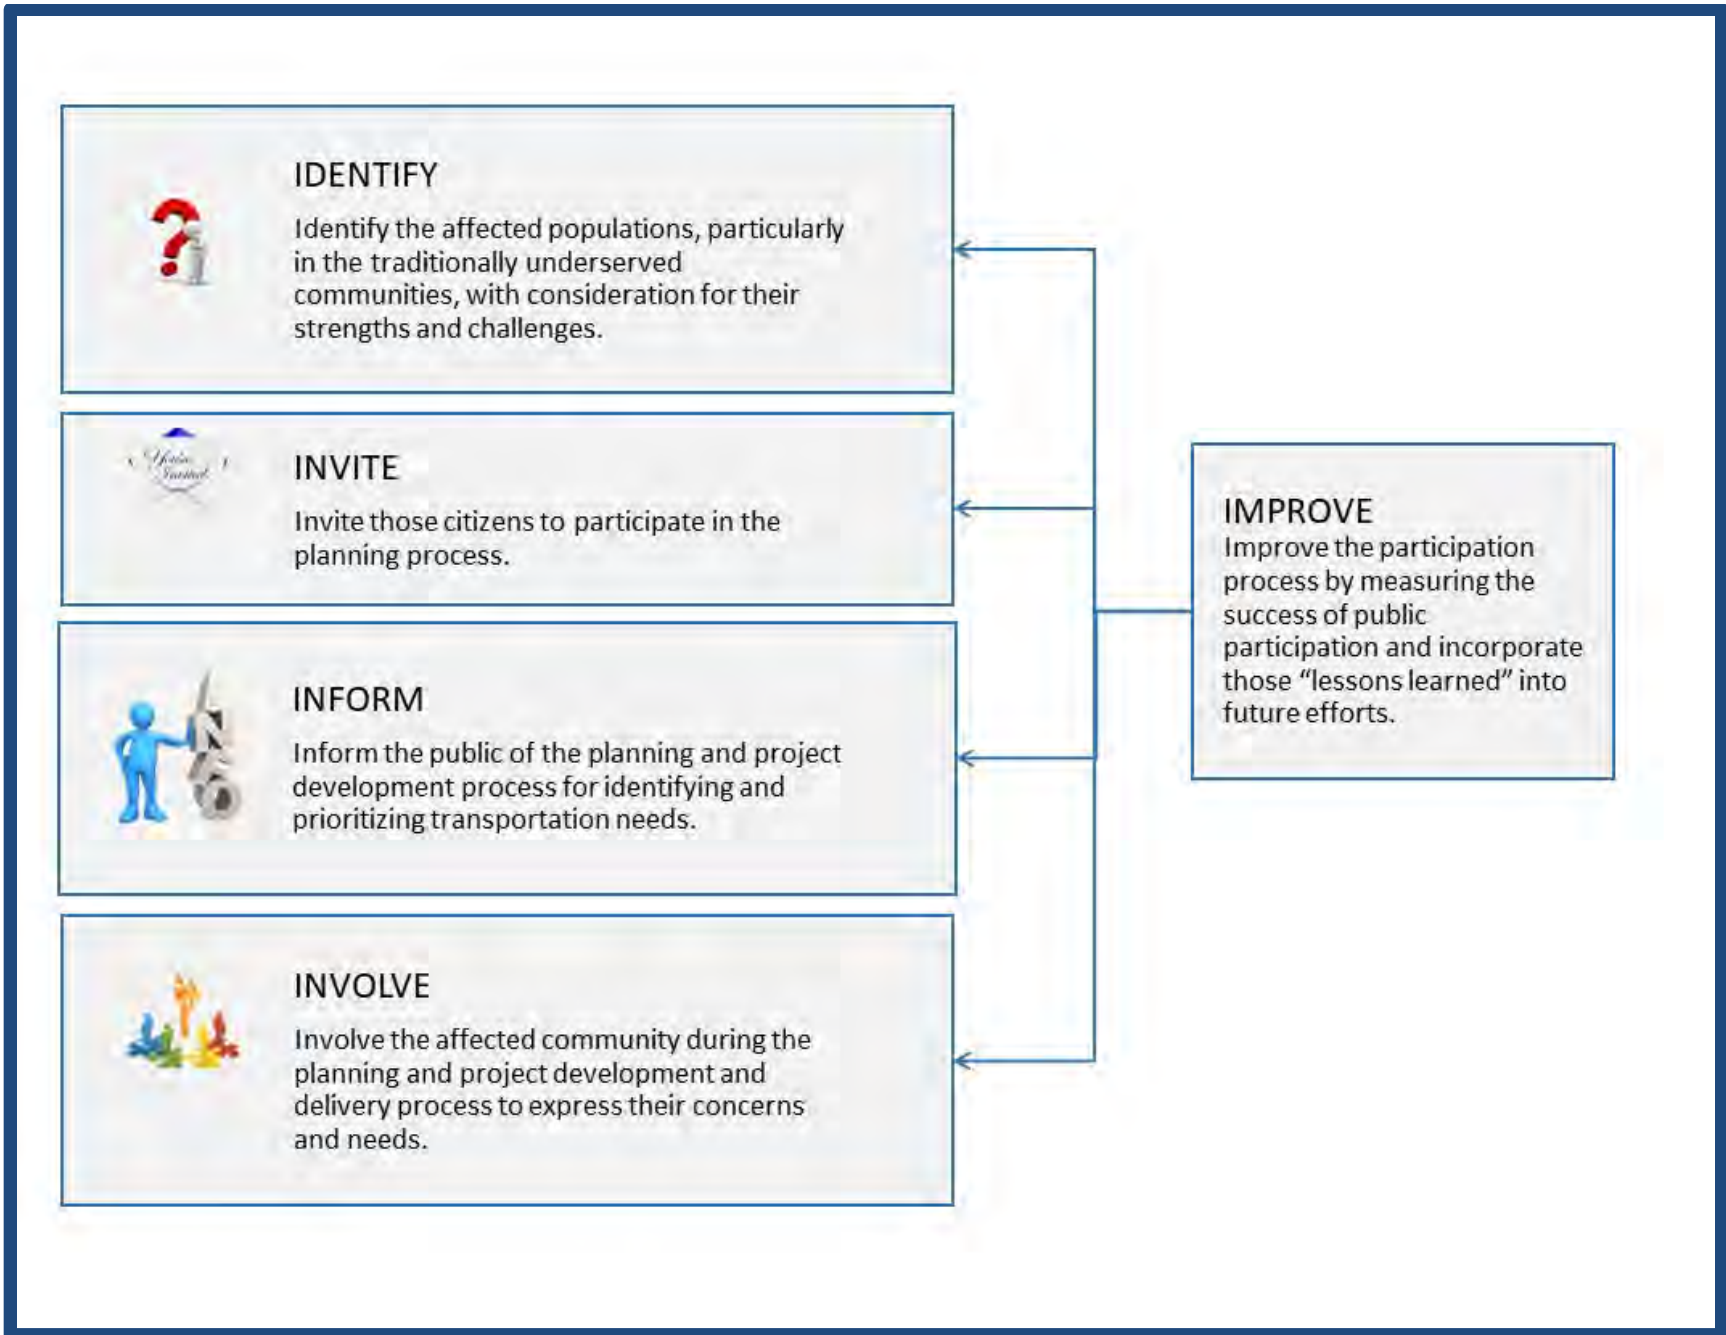 IDENTIFY
Identify the affected populations, particularly
in the traditionally underserved
communities, with consideration for their
strengths and challenges.
You're
Invited
INVITE
Invite those citizens to participate in the
planning process.
INFO
INFORM
Inform the public of the planning and project
development process for identifying and
prioritizing transportation needs.
INVOLVE
Involve the affected community during the
planning and project development and
delivery process to express their concerns
and needs.
IMPROVE
Improve the participation
process by measuring the
success of public
participation and incorporate
those “lessons learned” into
future efforts.